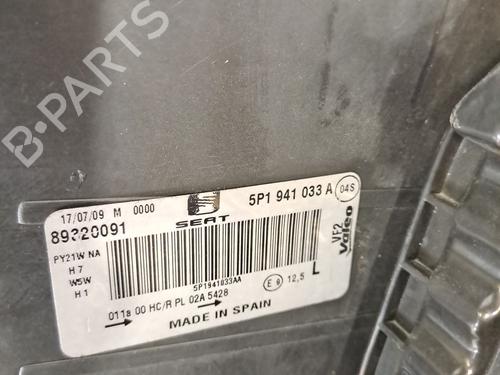 B-PARTS
17/07/09 M 0000
SEAT
5P1 941 033 A
04S
89320091
PY21W NA
H7
W5W
H1
5P1941033AA
VF2
Valeo
E 9
12,5
L
011a 00 HC/R PL 02A 5428
MADE IN SPAIN